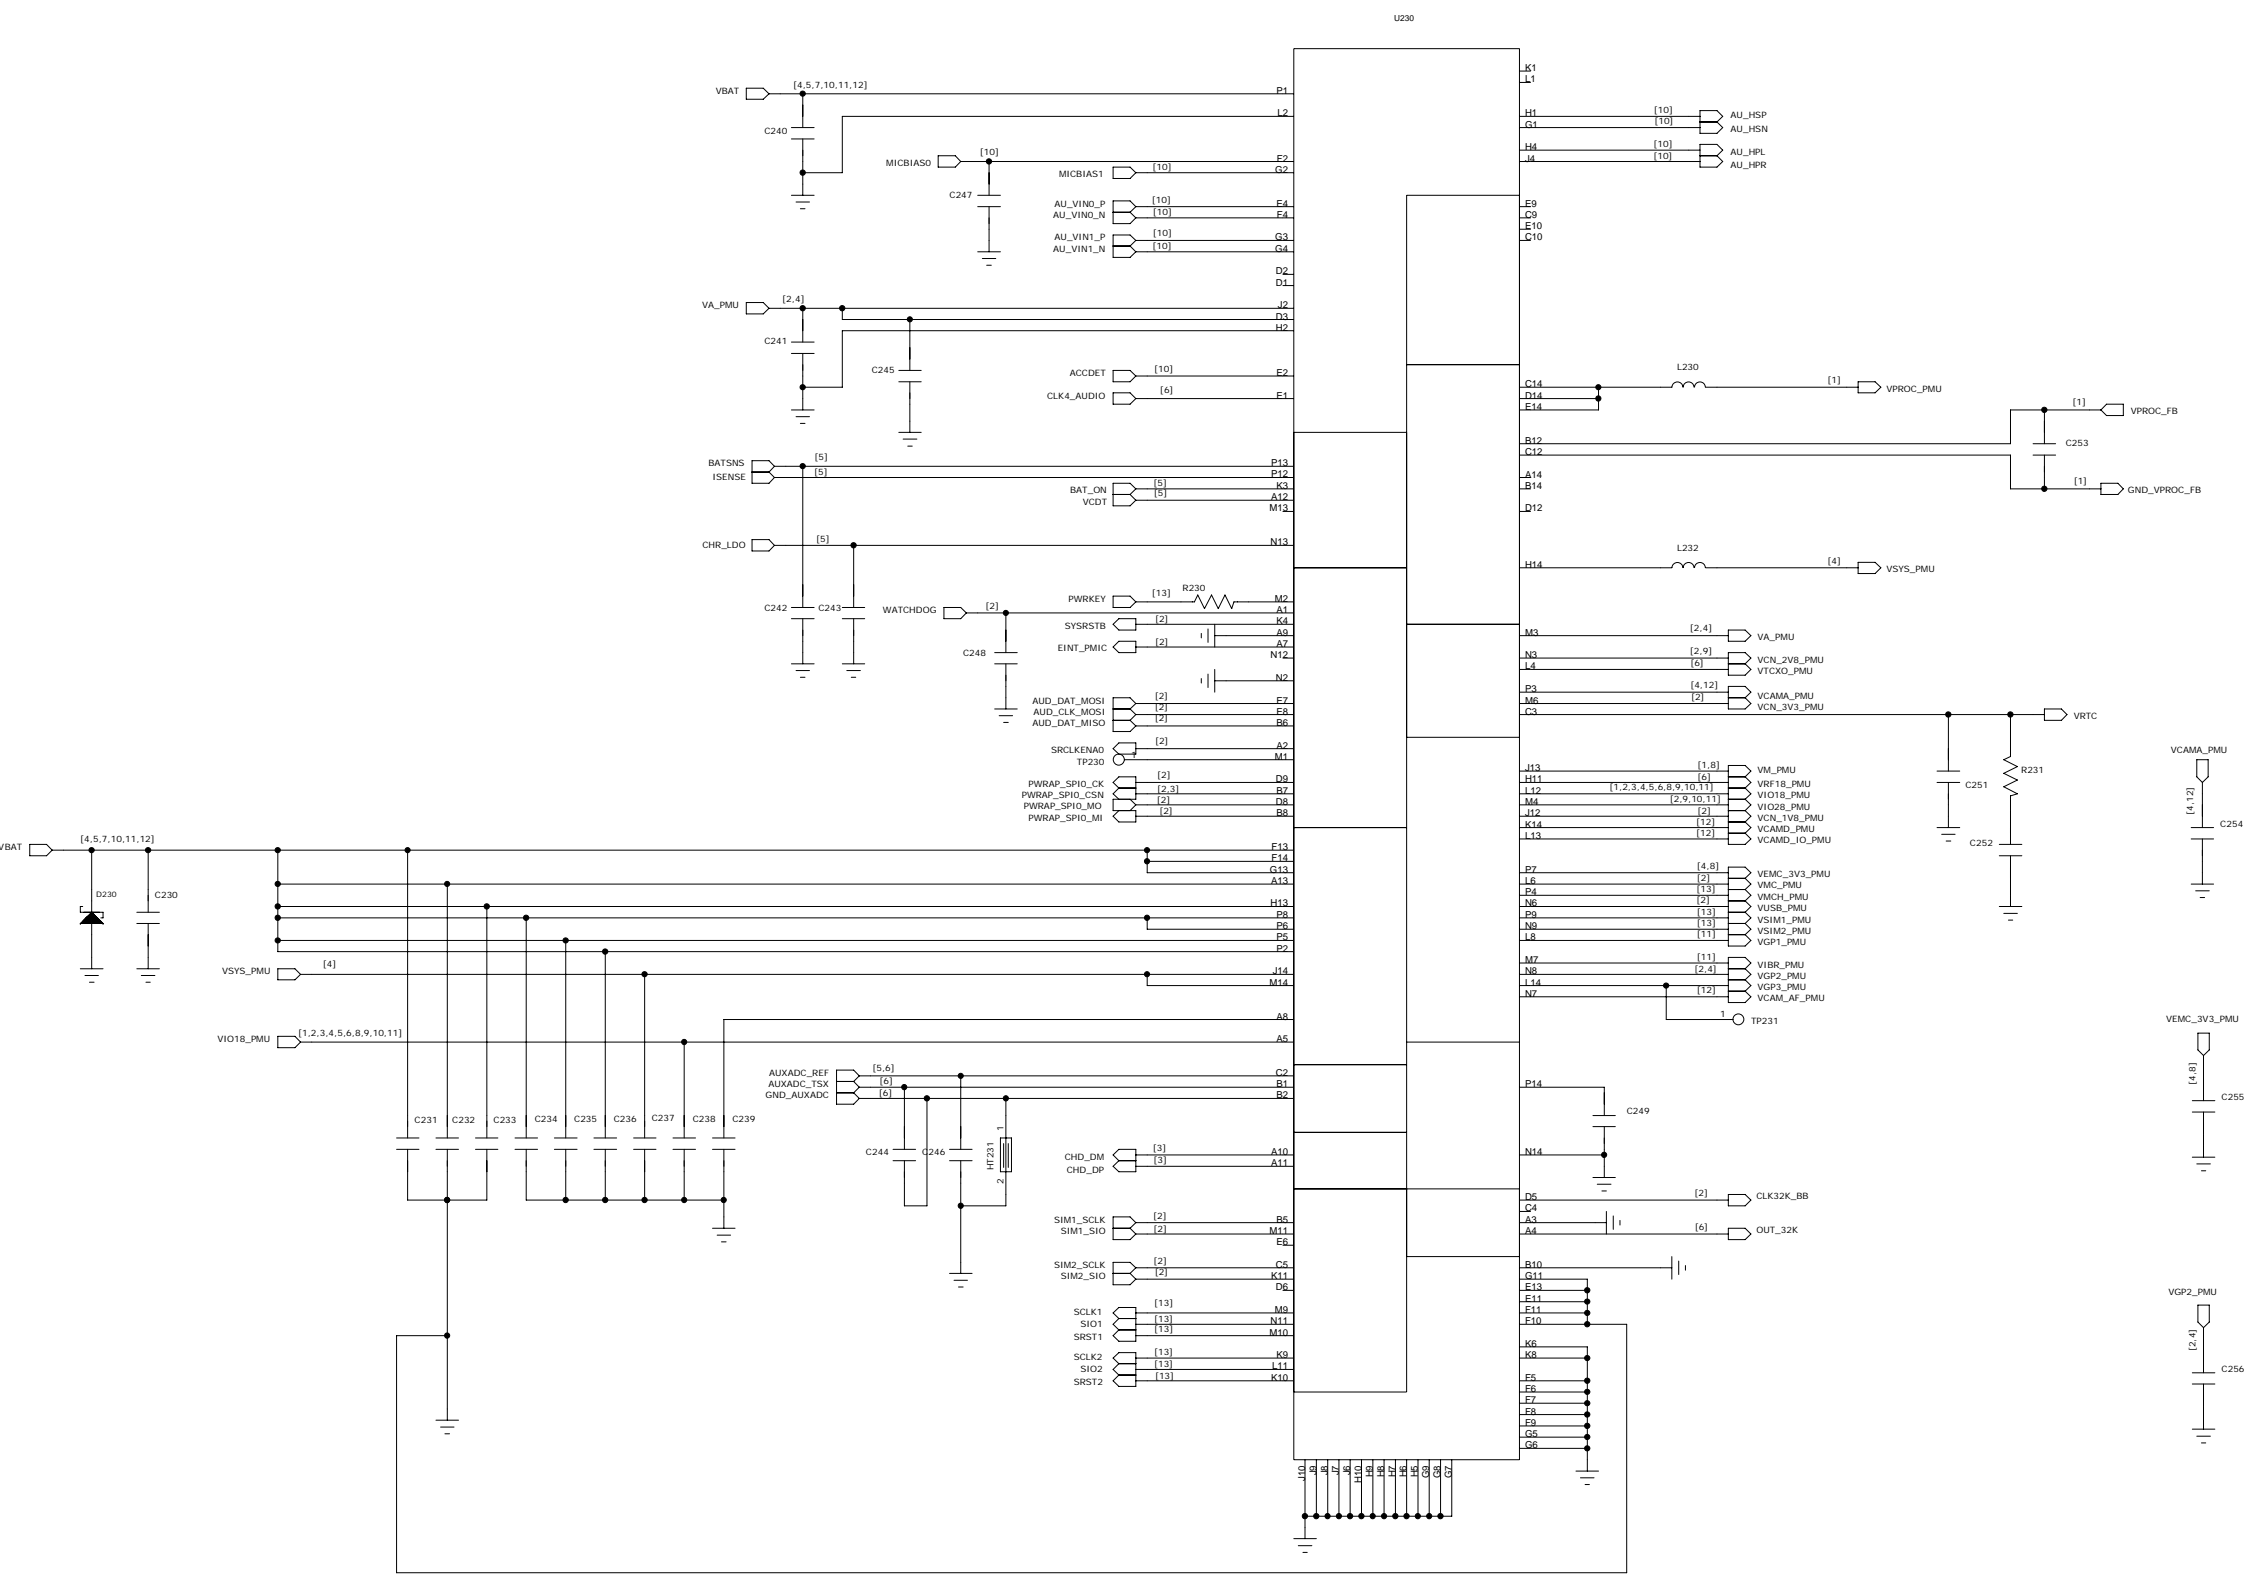 U230
VBAT
[4,5,7,10,11,12]
C240
P1
L2
MICBIAS0
[10]
C247
MICBIAS1
[10]
G2
AU_VIN0_P
[10]
AU_VIN0_N
[10]
AU_VIN1_P
[10]
G3
AU_VIN1_N
[10]
G4
D2
D1
VA_PMU
[2,4]
J2
D3
H2
C241
C245
ACCDET
[10]
E2
CLK4_AUDIO
[6]
BATSNS
[5]
P13
ISENSE
[5]
P12
BAT_ON
[5]
K3
VCDT
[5]
A12
M13
CHR_LDO
[5]
N13
C242
C243
PWRKEY
[13]
R230
M2
WATCHDOG
[2]
A1
SYSRSTB
[2]
K4
A9
EINT_PMIC
[2]
A7
N12
C248
N2
AUD_DAT_MOSI
[2]
AUD_CLK_MOSI
[2]
AUD_DAT_MISO
[2]
B6
SRCLKENA0
[2]
A2
TP230
1
M1
PWRAP_SPI0_CK
[2]
D9
PWRAP_SPI0_CSN
[2,3]
B7
PWRAP_SPI0_MO
[2]
D8
PWRAP_SPI0_MI
[2]
B8
VBAT
[4,5,7,10,11,12]
D230
C230
F13
F14
G13
A13
H13
P8
P6
P5
P2
VSYS_PMU
[4]
J14
M14
A8
VIO18_PMU
[1,2,3,4,5,6,8,9,10,11]
A5
AUXADC_REF
[5,6]
C2
AUXADC_TSX
[6]
B1
GND_AUXADC
[6]
B2
C231
C232
C233
C234
C235
C236
C237
C238
C239
C244
C246
HT231
1
2
CHD_DM
[3]
A10
CHD_DP
[3]
A11
SIM1_SCLK
[2]
B5
SIM1_SIO
[2]
M11
E6
SIM2_SCLK
[2]
C5
SIM2_SIO
[2]
K11
D6
SCLK1
[13]
M9
SIO1
[13]
N11
SRST1
[13]
M10
SCLK2
[13]
K9
SIO2
[13]
L11
SRST2
[13]
K10
K1
L1
H1
[10]
AU_HSP
G1
[10]
AU_HSN
H4
[10]
AU_HPL
J4
[10]
AU_HPR
E9
C9
E10
C10
C14
D14
E14
L230
[1]
VPROC_PMU
[1]
VPROC_FB
B12
C12
C253
A14
B14
[1]
GND_VPROC_FB
D12
H14
L232
[4]
VSYS_PMU
M3
[2,4]
VA_PMU
N3
[2,9]
VCN_2V8_PMU
L4
[6]
VTCXO_PMU
P3
[4,12]
VCAMA_PMU
M6
[2]
VCN_3V3_PMU
C3
VRTC
C251
R231
C252
J13
[1,8]
VM_PMU
H11
[6]
VRF18_PMU
L12
[1,2,3,4,5,6,8,9,10,11]
VIO18_PMU
M4
[2,9,10,11]
VIO28_PMU
J12
[2]
VCN_1V8_PMU
K14
[12]
VCAMD_PMU
L13
[12]
VCAMD_IO_PMU
P7
[4,8]
VEMC_3V3_PMU
L6
[2]
VMC_PMU
P4
[13]
VMCH_PMU
N6
[2]
VUSB_PMU
P9
[13]
VSIM1_PMU
N9
[13]
VSIM2_PMU
L8
[11]
VGP1_PMU
M7
[11]
VIBR_PMU
N8
[2,4]
VGP2_PMU
L14
VGP3_PMU
N7
[12]
VCAM_AF_PMU
1
TP231
P14
C249
N14
D5
[2]
CLK32K_BB
C4
A3
A4
[6]
OUT_32K
B10
G11
E13
F10
K6
K8
G5
G6
J10
J9
J8
J7
J6
H10
H9
H8
H7
H6
H5
G9
G8
G7
VCAMA_PMU
[4,12]
C254
VEMC_3V3_PMU
[4,8]
C255
VGP2_PMU
[2,4]
C256